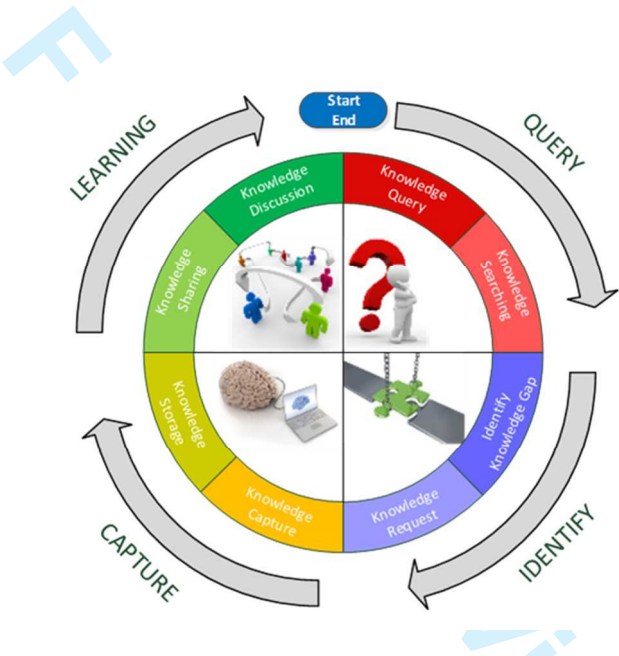 F
Start
End
QUERY
Knowledge
Query
Knowledge
Searching
Identify
Knowledge Gap
IDENTIFY
Knowledge
Request
Knowledge
Capture
CAPTURE
Knowledge
Storage
Knowledge
Sharing
LEARNING
Knowledge
Discussion